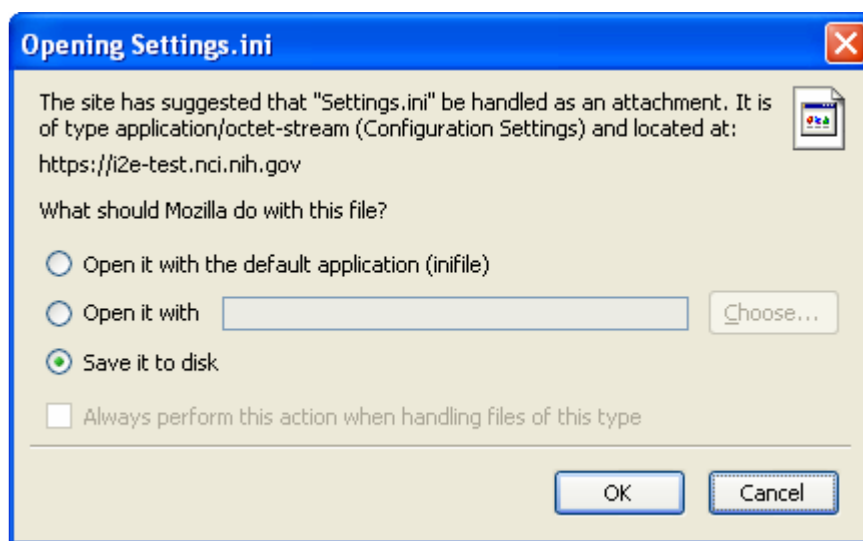 Opening Settings.ini
The site has suggested that "Settings.ini" be handled as an attachment. It is
of type application/octet-stream (Configuration Settings) and located at:
https://i2e-test.nci.nih.gov
What should Mozilla do with this file?
Open it with the default application (inifile)
Open it with
Choose...
Save it to disk
Always perform this action when handling files of this type
OK
Cancel